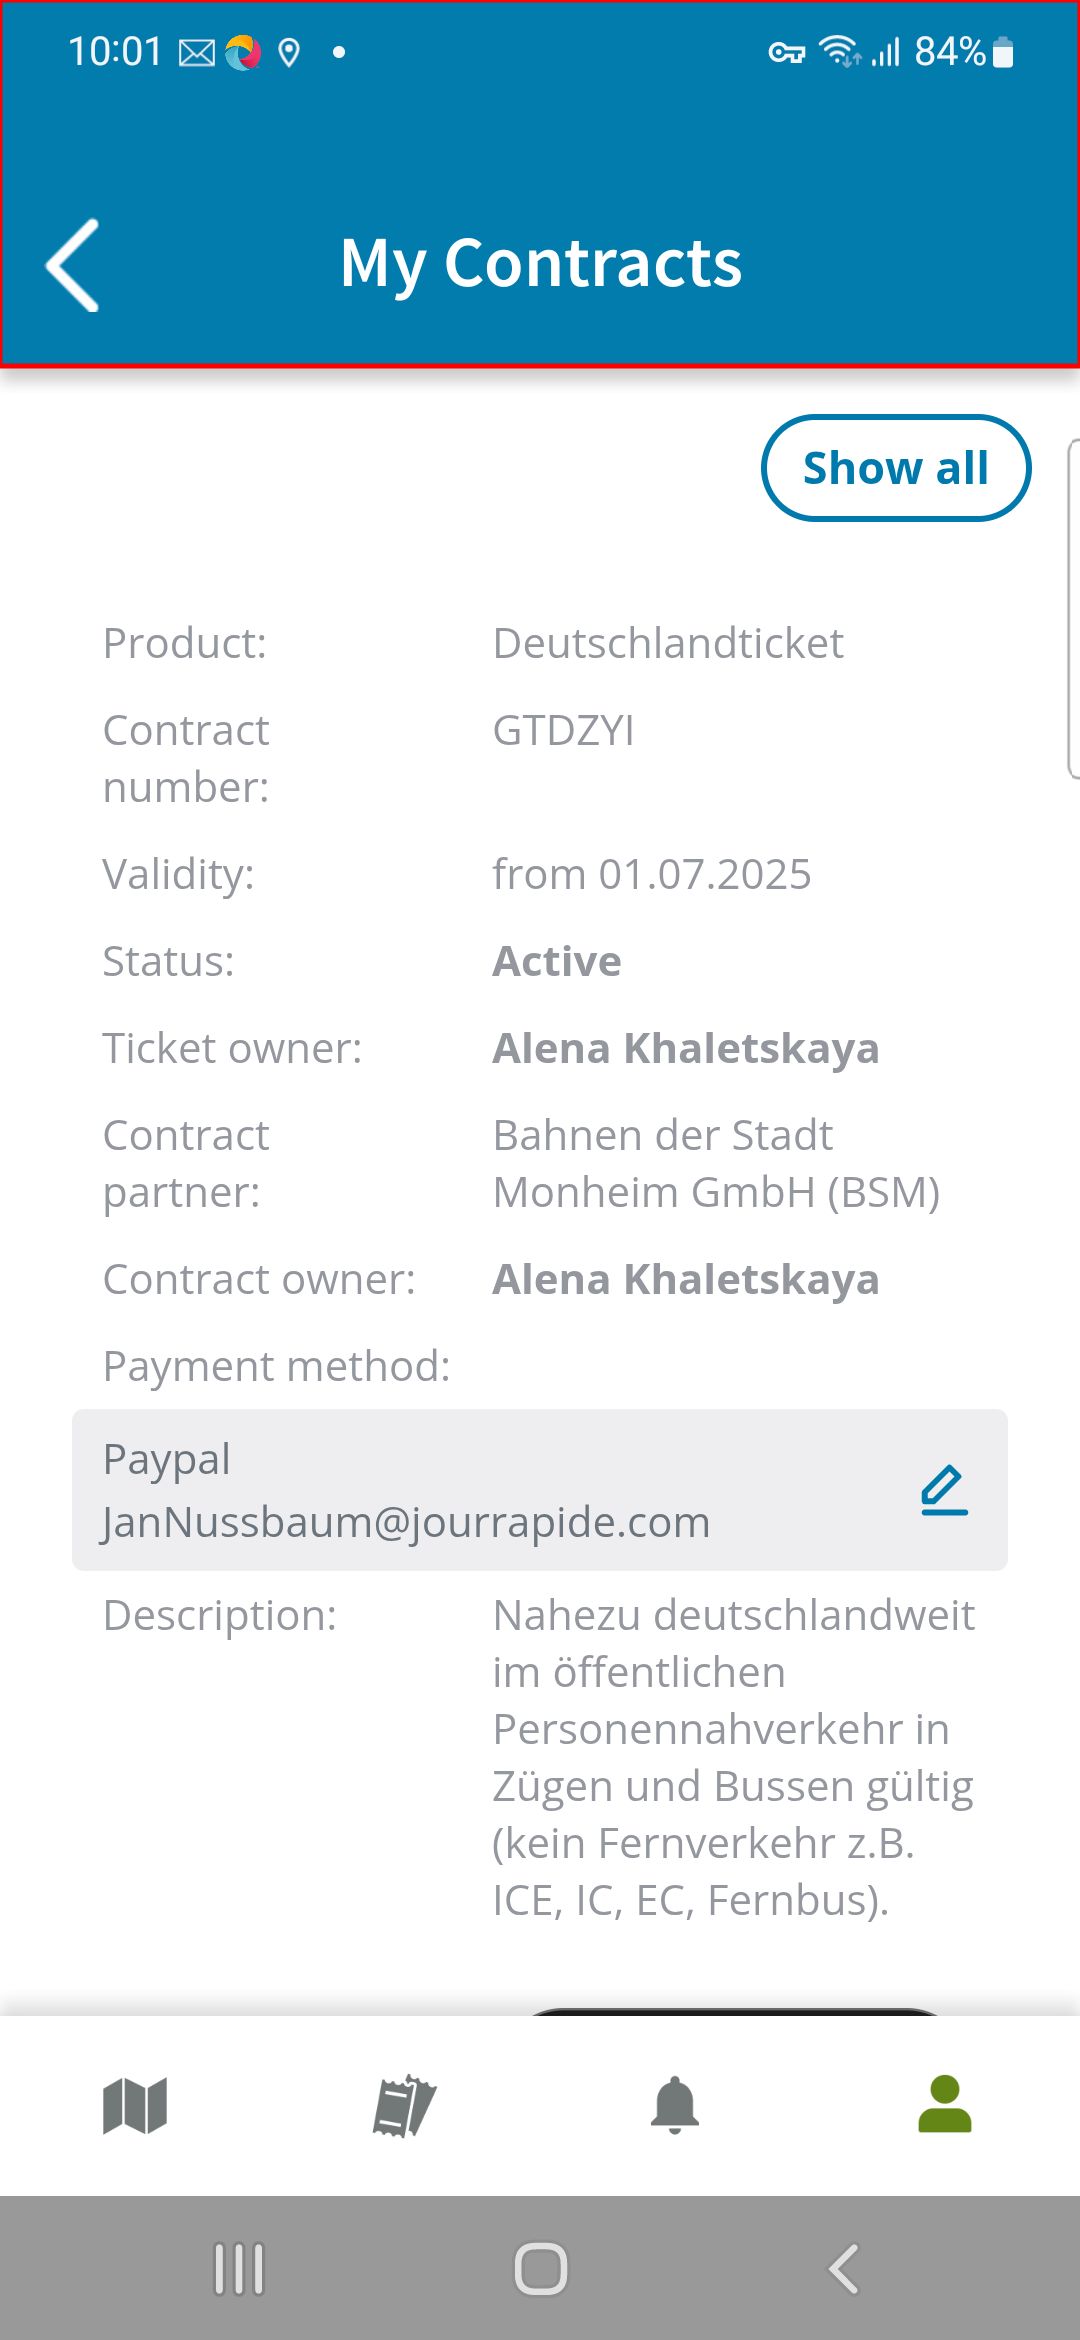 10:01
84%
My Contracts
Show all
Product: Deutschlandticket
Contract number: GTDZYI
Validity: from 01.07.2025
Status: Active
Ticket owner: Alena Khaletskaya
Contract partner: Bahnen der Stadt
Monheim GmbH (BSM)
Contract owner: Alena Khaletskaya
Payment method:
Paypal
JanNussbaum@jourrapide.com
Description: Nahezu deutschlandweit
im öffentlichen
Personennahverkehr in
Zügen und Bussen gültig
(kein Fernverkehr z.B.
ICE, IC, EC, Fernbus).